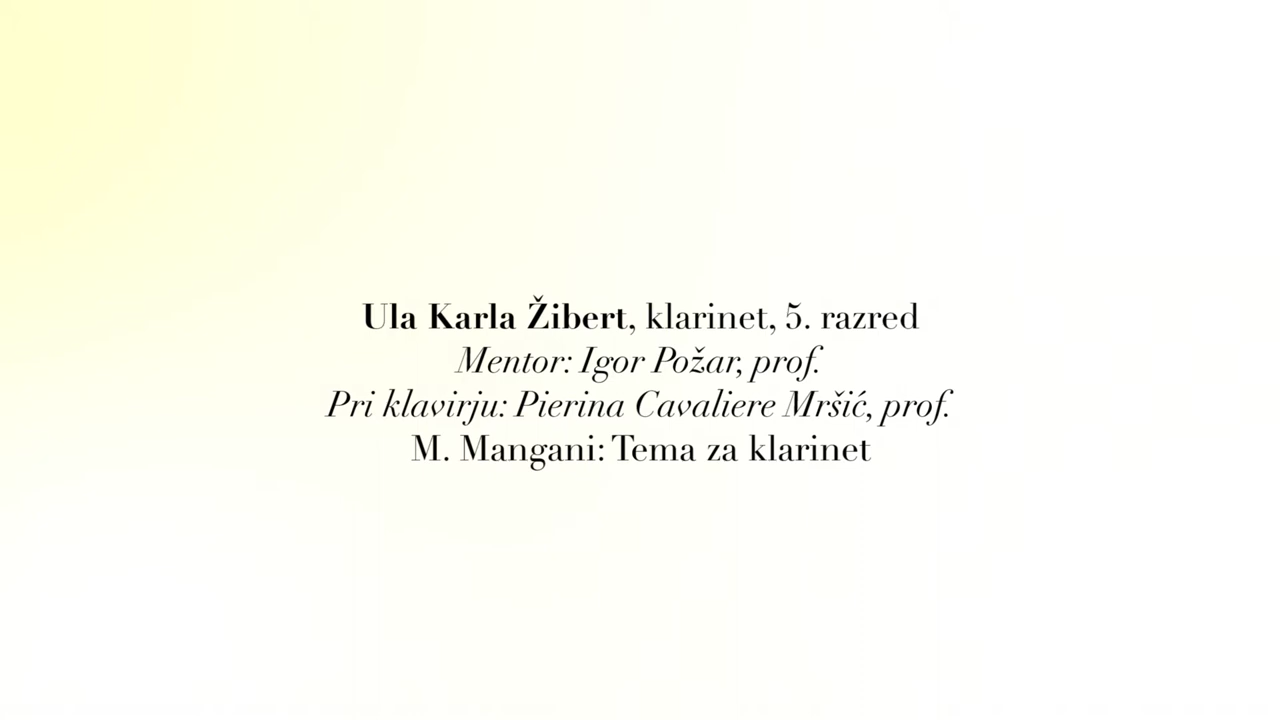 Ula Karla Žibert, klarinet, 5. razred
Mentor: Igor Požar, prof.
Pri klavirju: Pierina Cavaliere Mršić, prof.
M. Mangani: Tema za klarinet